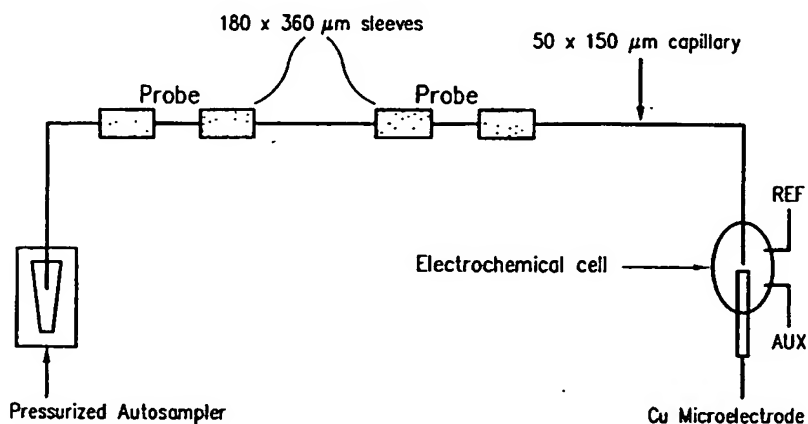 180 x 360 μm sleeves
50 x 150 μm capillary
Probe
Probe
REF
Electrochemical cell
AUX
Pressurized Autosampler
Cu Microelectrode